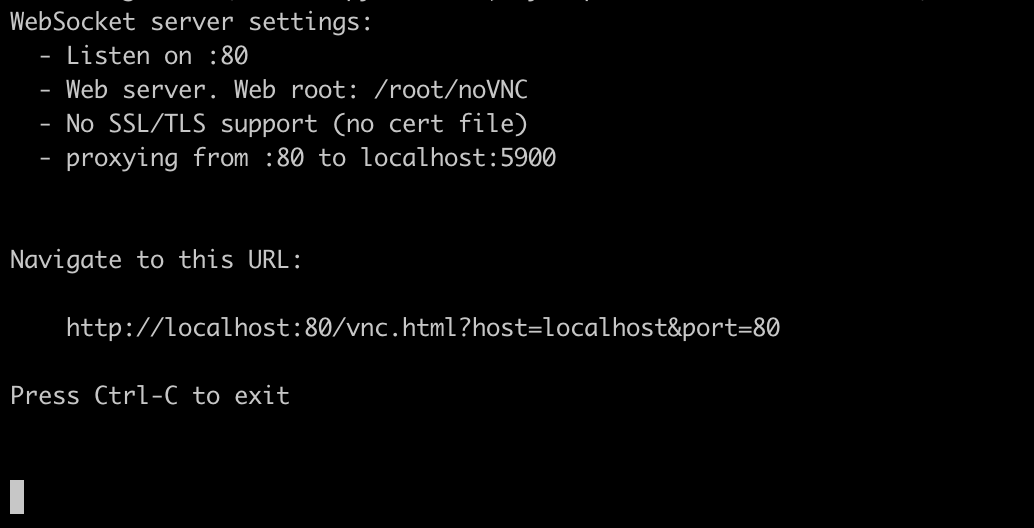 WebSocket server settings:
- Listen on :80
- Web server. Web root: /root/noVNC
- No SSL/TLS support (no cert file)
- proxying from :80 to localhost:5900
Navigate to this URL:
http://localhost:80/vnc.html?host=localhost&port=80
Press Ctrl-C to exit